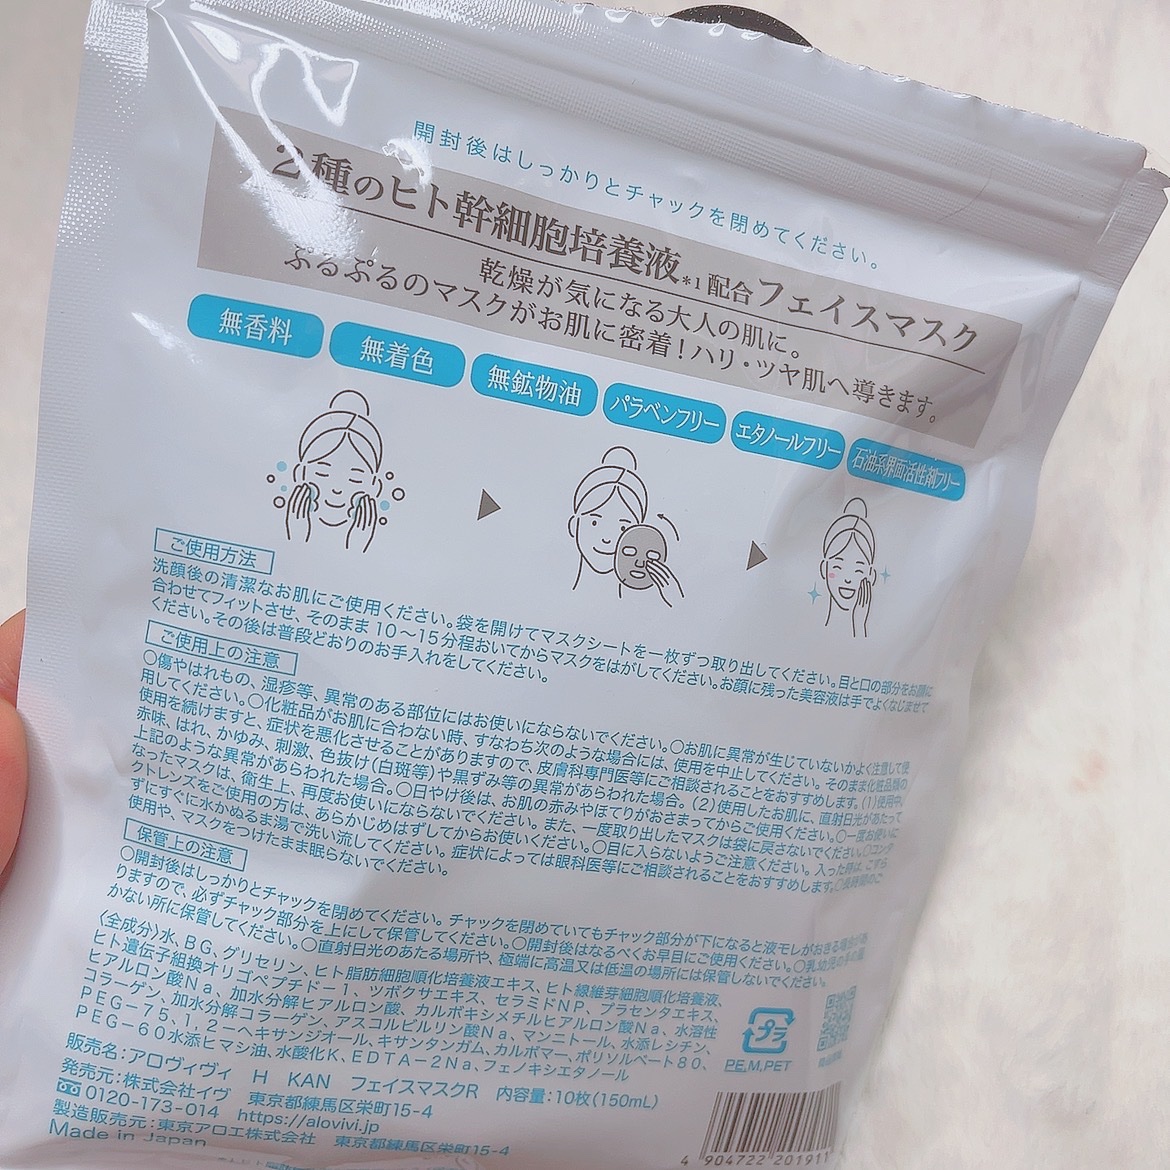 開封後はしっかりとチャックを閉めてください。
2種のヒト幹細胞培養液*1配合フェイスマスク
乾燥が気になる大人の肌に。
ぷるぷるのマスクがお肌に密着!ハリ・ツヤ肌へ導きます。
無香料
無着色
無鉱物油
パラベンフリー
エタノールフリー
石油系界面活性剤フリー
ご使用方法
洗顔後の清潔なお肌にご使用ください。袋を開けてマスクシートを一枚ずつ取り出してください。目と口の部分をお顔に
合わせてフィットさせ、そのまま10〜15分程おいてからマスクをはがしてください。お顔に残った美容液は手でよくなじませて
ください。その後は普段どおりのお手入れをしてください。
ご使用上の注意
○傷やはれもの、湿疹等、異常のある部位にはお使いにならないでください。○お肌に異常が生じていないかよく注意して使
用してください。○化粧品がお肌に合わない時、すなわち次のような場合には、使用を中止してください。そのまま化粧品類の
使用を続けますと、症状を悪化させることがありますので、皮膚科専門医等にご相談されることをおすすめします。(1)使用中、
赤味、はれ、かゆみ、刺激、色抜け(白斑等)や黒ずみ等の異常があらわれた場合。(2)使用したお肌に、直射日光があたって
上記のような異常があらわれた場合。○日やけ後は、お肌の赤みやほてりがおさまってからご使用ください。○一度お使いに
なったマスクは、衛生上、再度お使いにならないでください。また、一度取り出したマスクは袋に戻さないでください。○コンタ
クトレンズをご使用の方は、あらかじめはずしてからお使いください。○目に入らないようご注意ください。入った時は、こすら
ずにすぐに水かぬるま湯で洗い流してください。症状によっては眼科医等にご相談されることをおすすめします。○長時間のご
使用や、マスクをつけたまま眠らないでください。
保管上の注意
○開封後はしっかりとチャックを閉めてください。チャックを閉めていてもチャック部分が下になると液モレがおきる場合があ
りますので、必ずチャック部分を上にして保管してください。○開封後はなるべくお早目にご使用ください。○乳幼児の手の届
かない所に保管してください。○直射日光のあたる場所や、極端に高温又は低温の場所には保管しないでください。
〈全成分〉水、BG、グリセリン、ヒト脂肪細胞順化培養液エキス、ヒト線維芽細胞順化培養液、
ヒト遺伝子組換オリゴペプチド-1、ツボクサエキス、セラミドNP、プラセンタエキス、
ヒアルロン酸Na、加水分解ヒアルロン酸、カルボキシメチルヒアルロン酸Na、水溶性
コラーゲン、加水分解コラーゲン、アスコルビルリン酸Na、マンニトール、水添レシチン、
PEG-75、1,2-ヘキサンジオール、キサンタンガム、カルボマー、ポリソルベート80、
PEG-60水添ヒマシ油、水酸化K、EDTA-2Na、フェノキシエタノール
プラ
PE,M,PET
販売名:アロヴィヴィ H KAN フェイスマスクR 内容量:10枚(150mL)
発売元:株式会社イヴ 東京都練馬区栄町15-4
0120-173-014 https://alovivi.jp
製造販売元:東京アロエ株式会社 東京都練馬区栄町15-4
Made in Japan
4 904722 201911